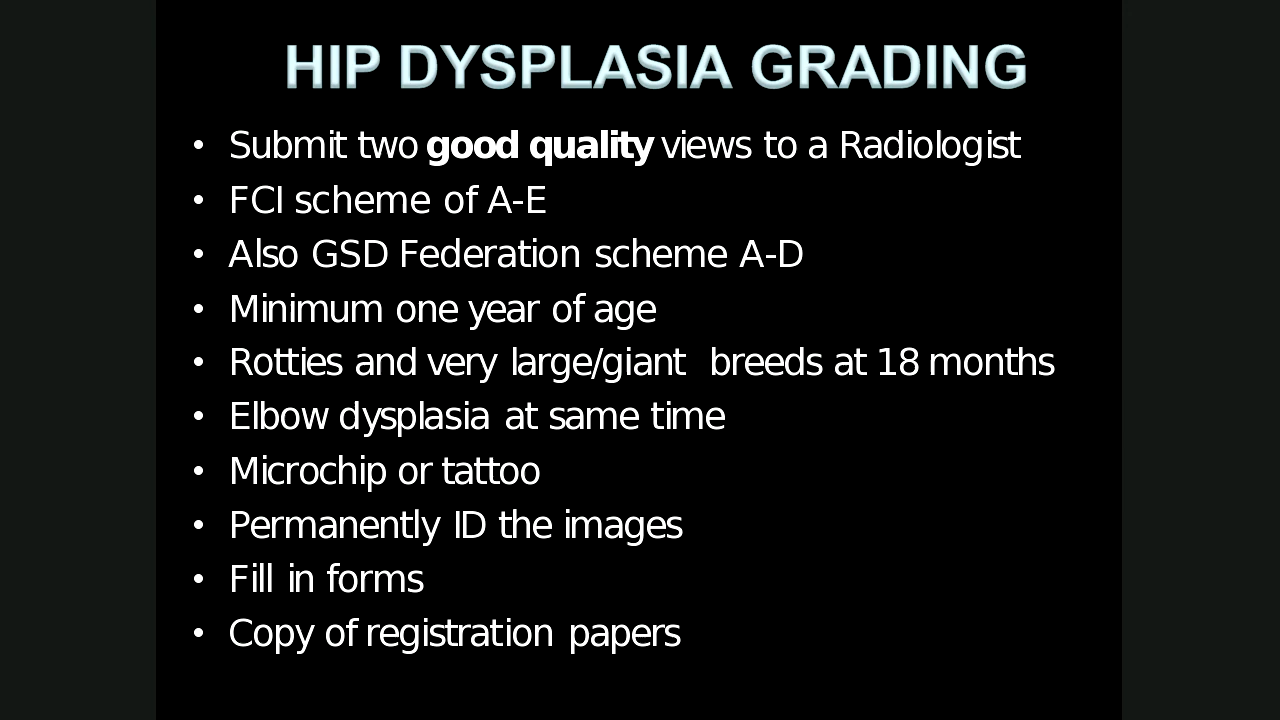 HIP DYSPLASIA GRADING
• Submit two good quality views to a Radiologist
• FCI scheme of A-E
• Also GSD Federation scheme A-D
• Minimum one year of age
• Rotties and very large/giant breeds at 18 months
• Elbow dysplasia at same time
• Microchip or tattoo
• Permanently ID the images
• Fill in forms
• Copy of registration papers